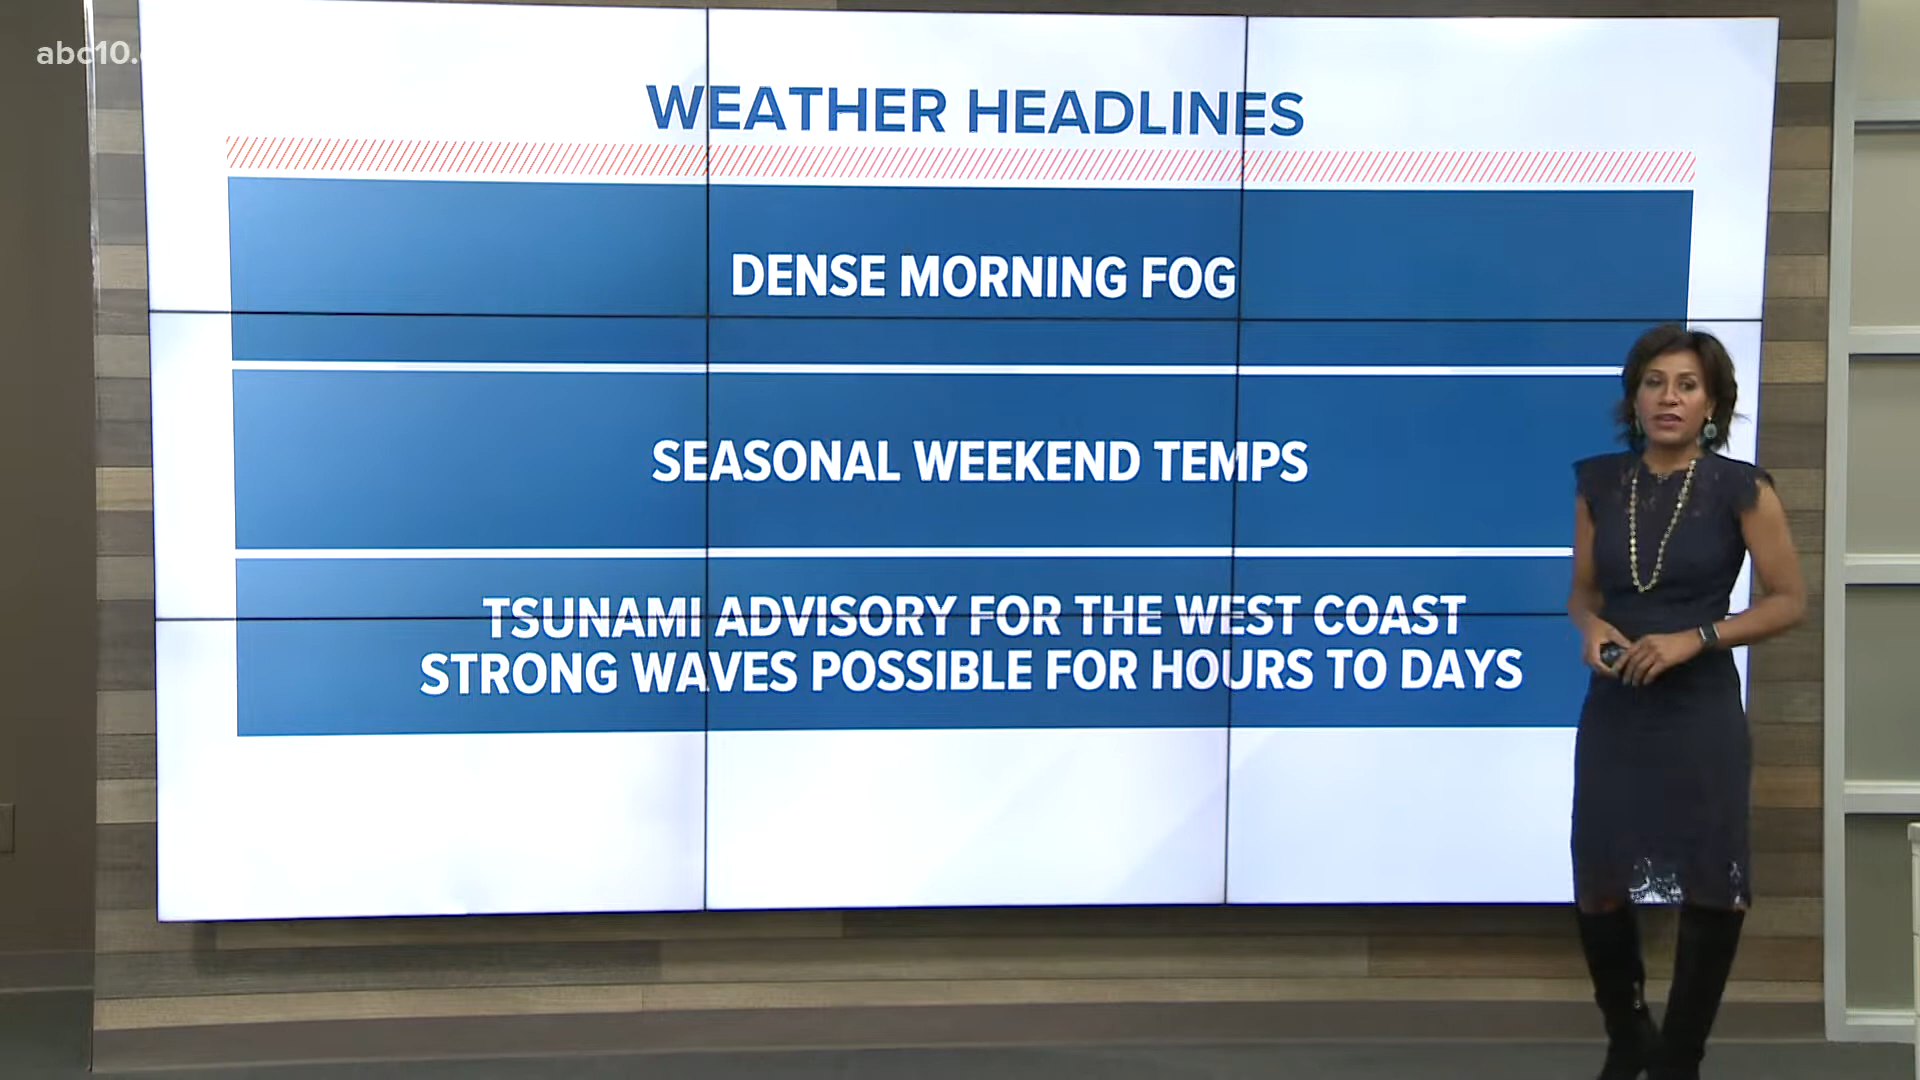 abc10.
WEATHER HEADLINES
DENSE MORNING FOG
SEASONAL WEEKEND TEMPS
TSUNAMI ADVISORY FOR THE WEST COAST
STRONG WAVES POSSIBLE FOR HOURS TO DAYS